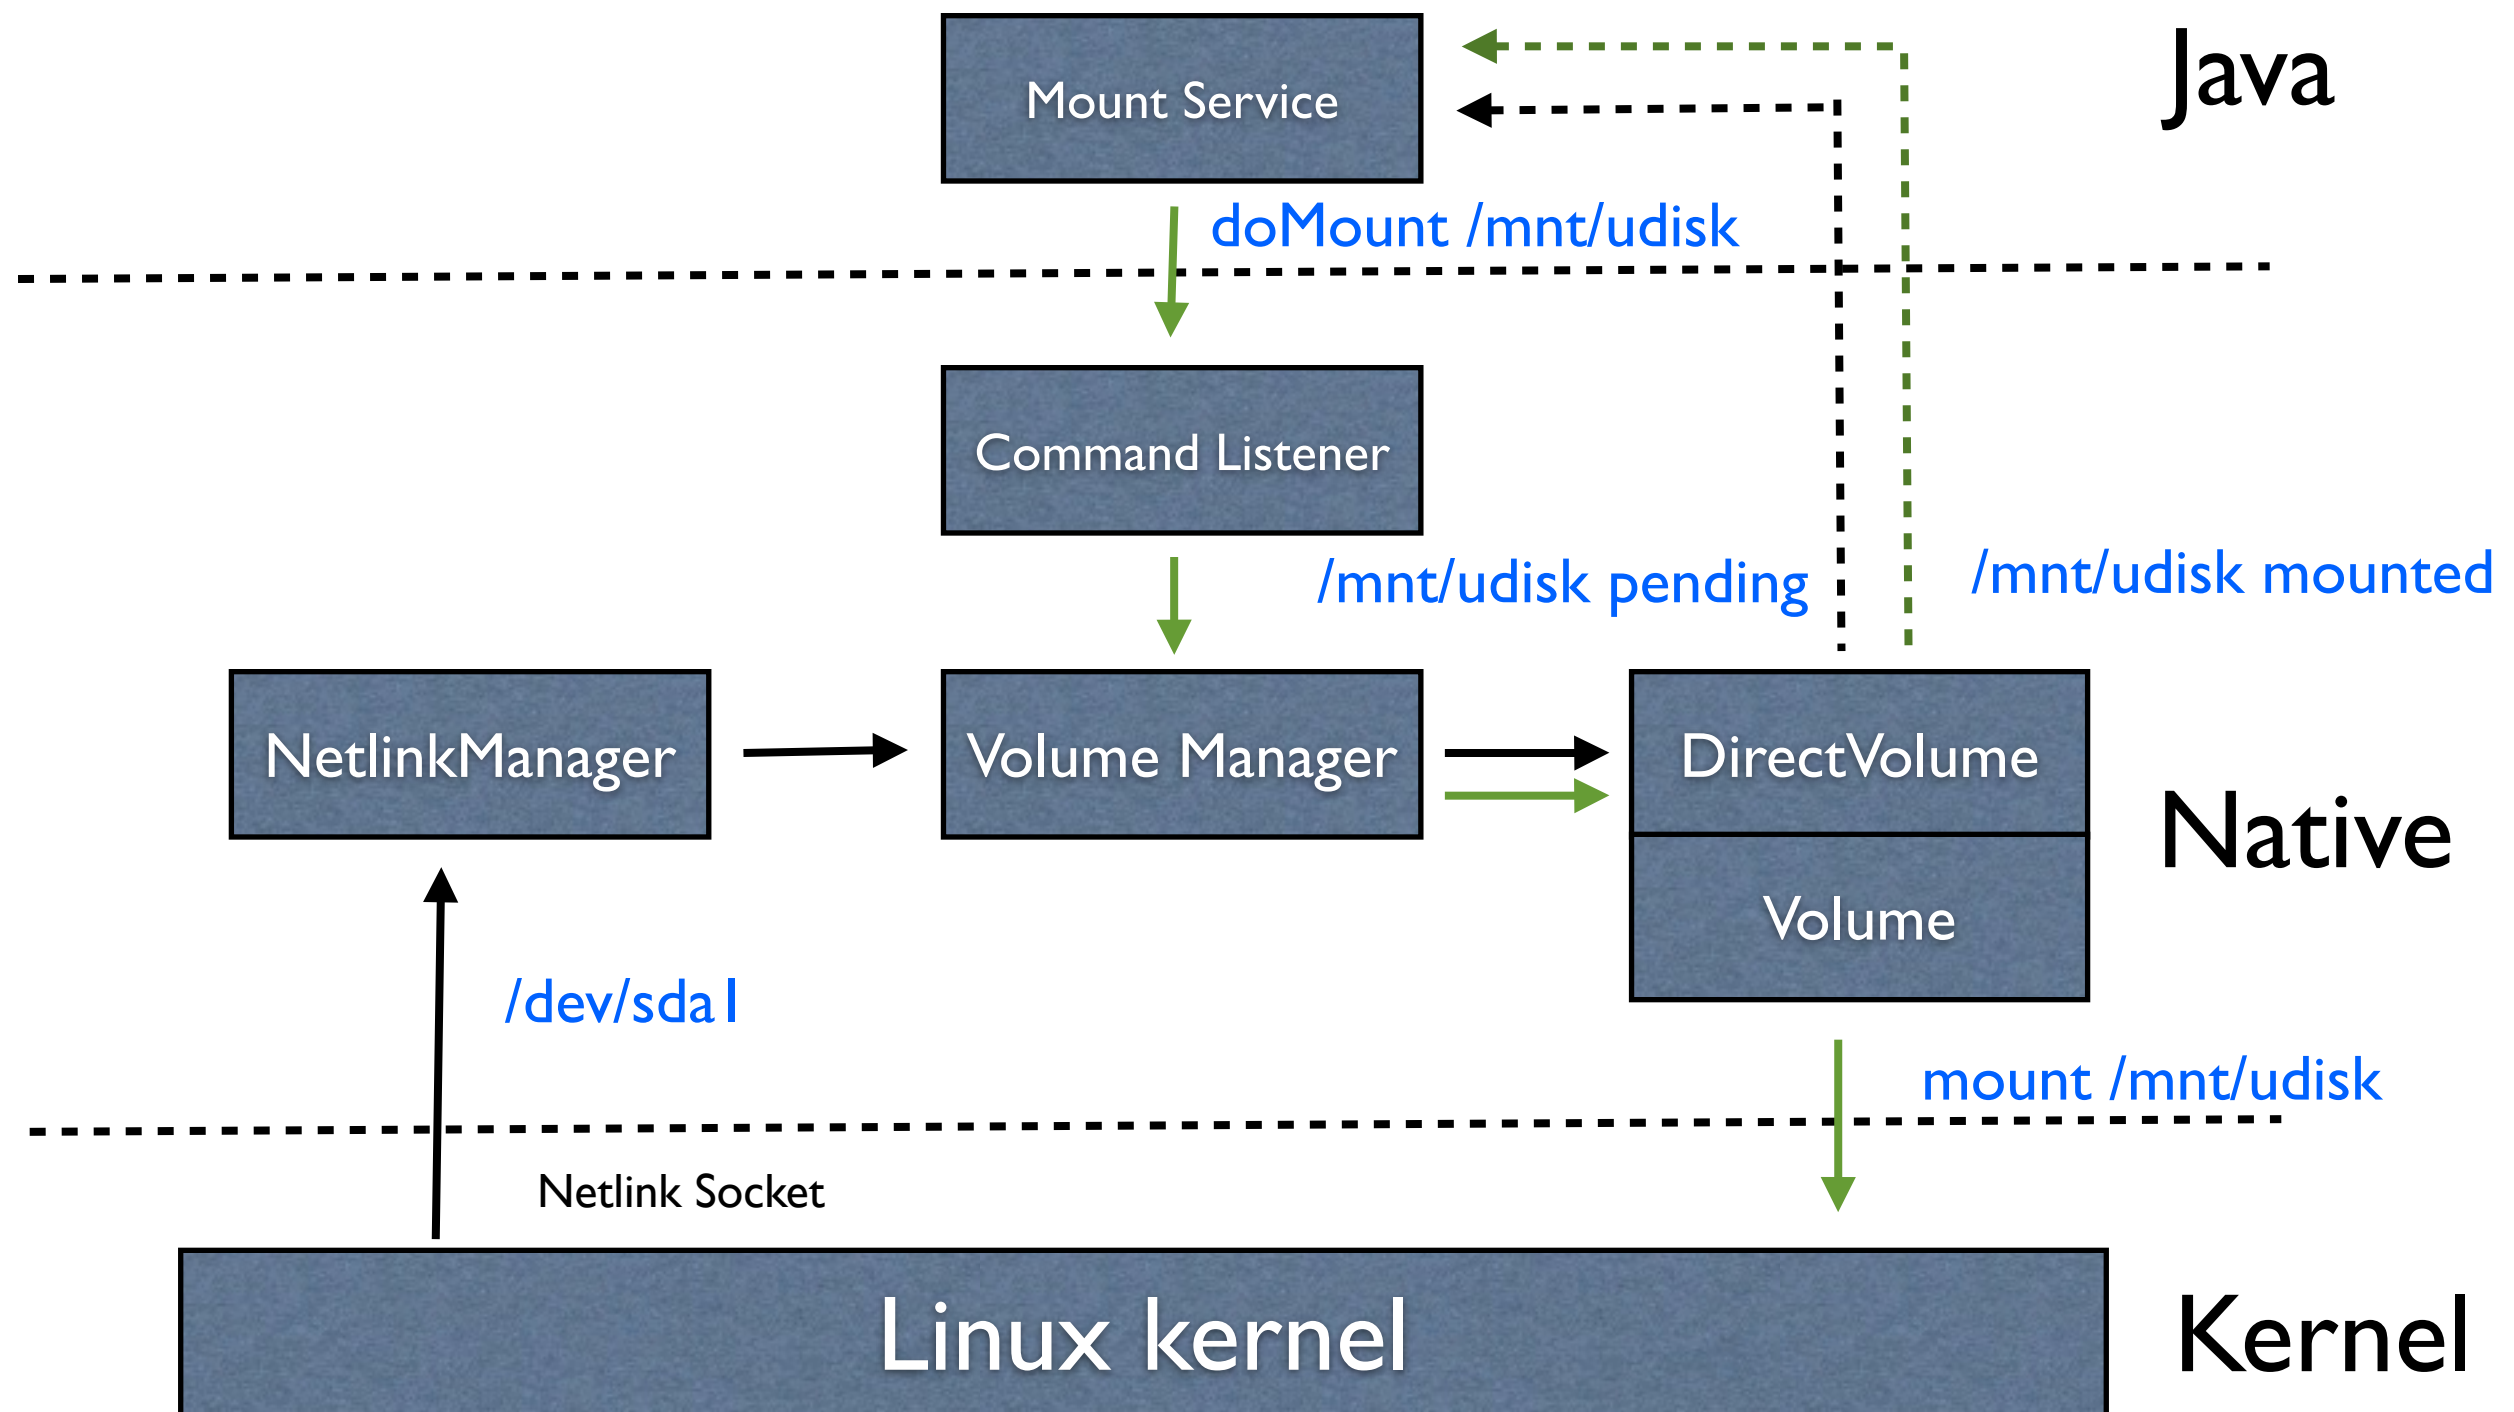 Mount Service
Java
doMount /mnt/udisk
Command Listener
/mnt/udisk pending
/mnt/udisk mounted
NetlinkManager
Volume Manager
DirectVolume
Native
Volume
/dev/sda1
mount /mnt/udisk
Netlink Socket
Linux kernel
Kernel